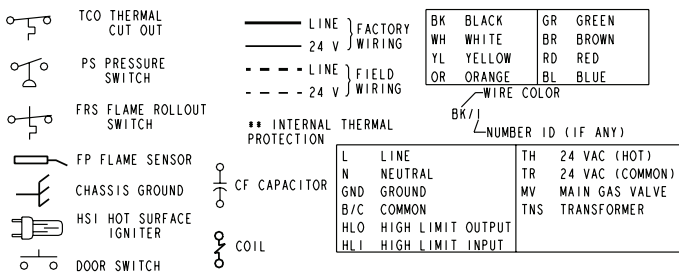 TCO THERMAL
CUT OUT
PS PRESSURE
SWITCH
FRS FLAME ROLLOUT
SWITCH
FP FLAME SENSOR
CHASSIS GROUND
HSI HOT SURFACE
IGNITER
DOOR SWITCH
LINE
24 V
FACTORY
WIRING
LINE
24 V
FIELD
WIRING
** INTERNAL THERMAL
PROTECTION
CF CAPACITOR
COIL
BK BLACK GR GREEN
WH WHITE BR BROWN
YL YELLOW RD RED
OR ORANGE BL BLUE
WIRE COLOR
BK/1
NUMBER ID (IF ANY)
L LINE TH 24 VAC (HOT)
N NEUTRAL TR 24 VAC (COMMON)
GND GROUND MV MAIN GAS VALVE
B/C COMMON TNS TRANSFORMER
HLO HIGH LIMIT OUTPUT
HLI HIGH LIMIT INPUT